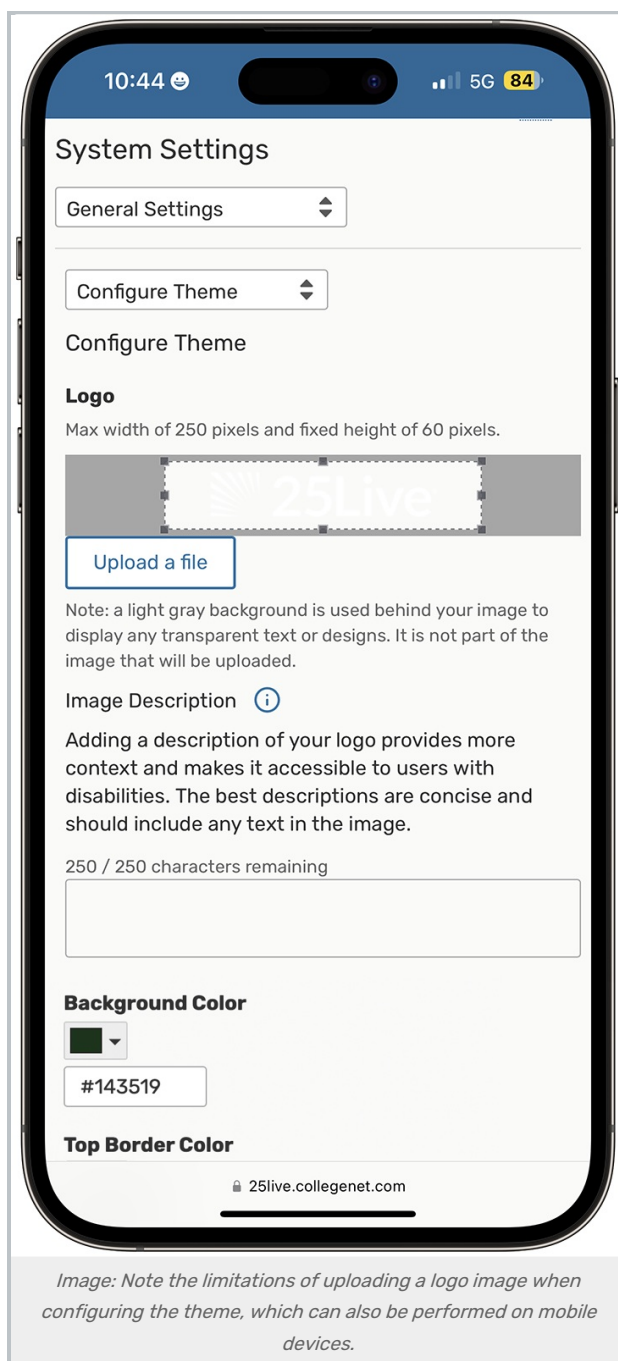 10:44
5G 84
System Settings
General Settings
Configure Theme
Configure Theme
Logo
Max width of 250 pixels and fixed height of 60 pixels.
25Live
Upload a file
Note: a light gray background is used behind your image to
display any transparent text or designs. It is not part of the
image that will be uploaded.
Image Description
Adding a description of your logo provides more
context and makes it accessible to users with
disabilities. The best descriptions are concise and
should include any text in the image.
250 / 250 characters remaining
Background Color
#143519
Top Border Color
25live.collegenet.com
Image: Note the limitations of uploading a logo image when
configuring the theme, which can also be performed on mobile
devices.